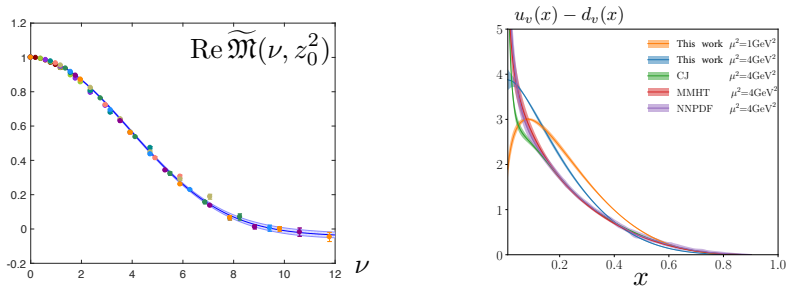 1.2
Re 𝔐̃(ν, z₀²)
1
0.8
0.6
0.4
0.2
0
-0.2
0 2 4 6 8 10 12
ν
u_v(x) − d_v(x)
5
This work μ²=1GeV²
This work μ²=4GeV²
CJ μ²=4GeV²
MMHT μ²=4GeV²
NNPDF μ²=4GeV²
4
3
2
1
0
0.2 0.4 0.6 0.8 1.0
x